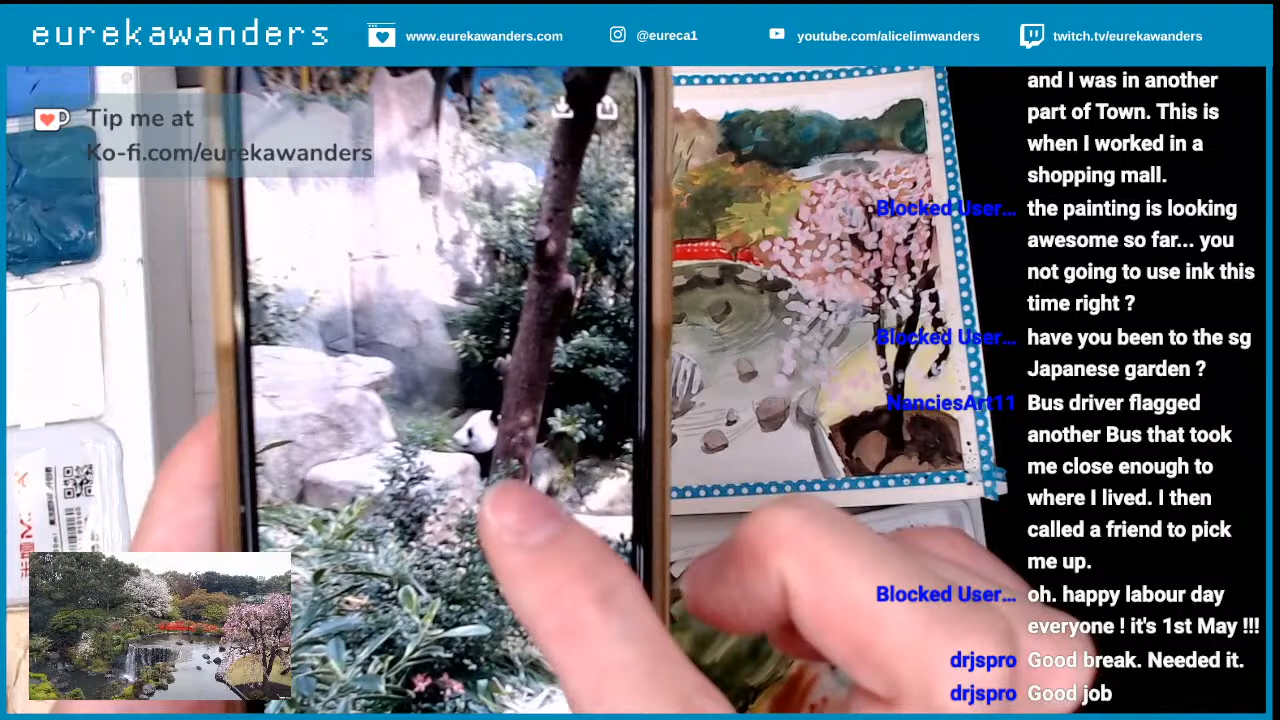 eurekawanders
www.eurekawanders.com
@eureca1
youtube.com/alicelimwanders
twitch.tv/eurekawanders
Tip me at
Ko-fi.com/eurekawanders
and I was in another
part of Town. This is
when I worked in a
shopping mall.
Blocked User... the painting is looking
awesome so far... you
not going to use ink this
time right ?
Blocked User... have you been to the sg
Japanese garden ?
NanciesArt11 Bus driver flagged
another Bus that took
me close enough to
where I lived. I then
called a friend to pick
me up.
Blocked User... oh. happy labour day
everyone ! it's 1st May !!!
drjspro Good break. Needed it.
drjspro Good job